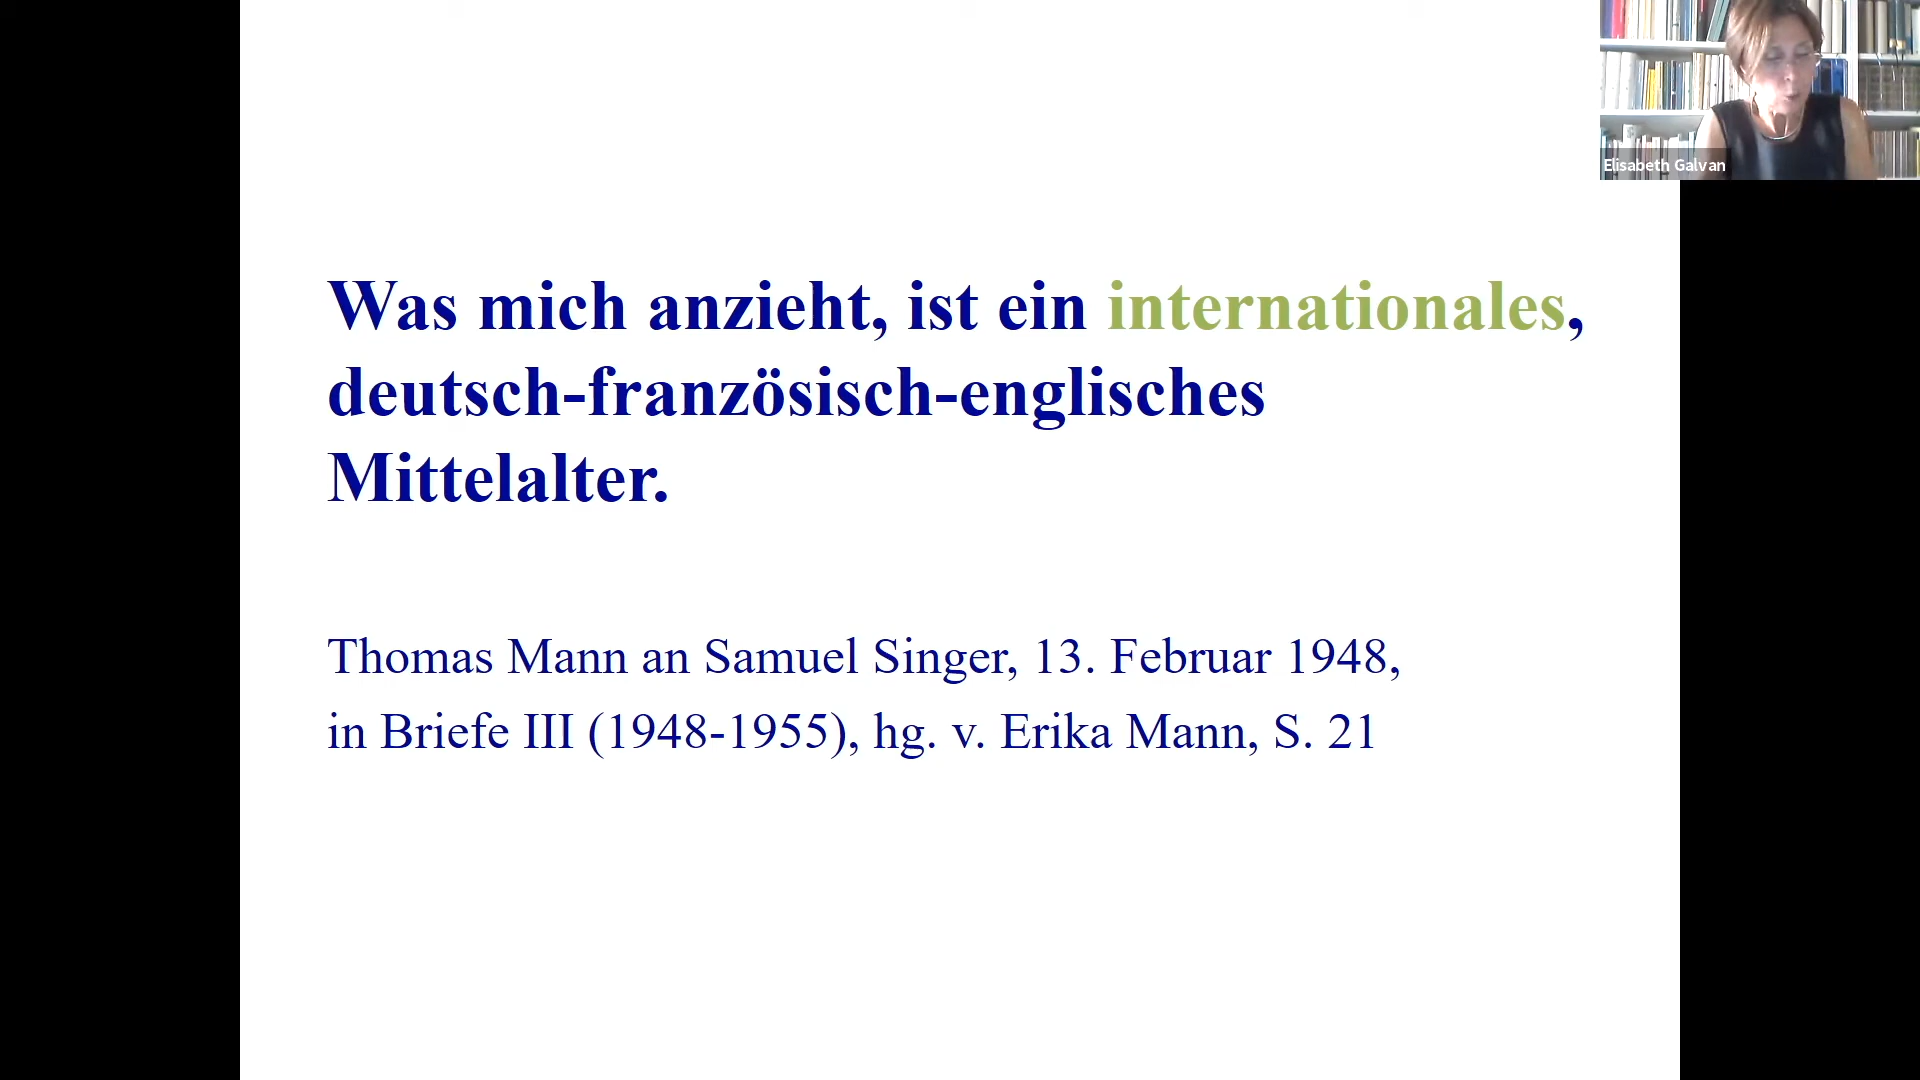 Elisabeth Galvan
Was mich anzieht, ist ein internationales,
deutsch-französisch-englisches
Mittelalter.
Thomas Mann an Samuel Singer, 13. Februar 1948,
in Briefe III (1948-1955), hg. v. Erika Mann, S. 21